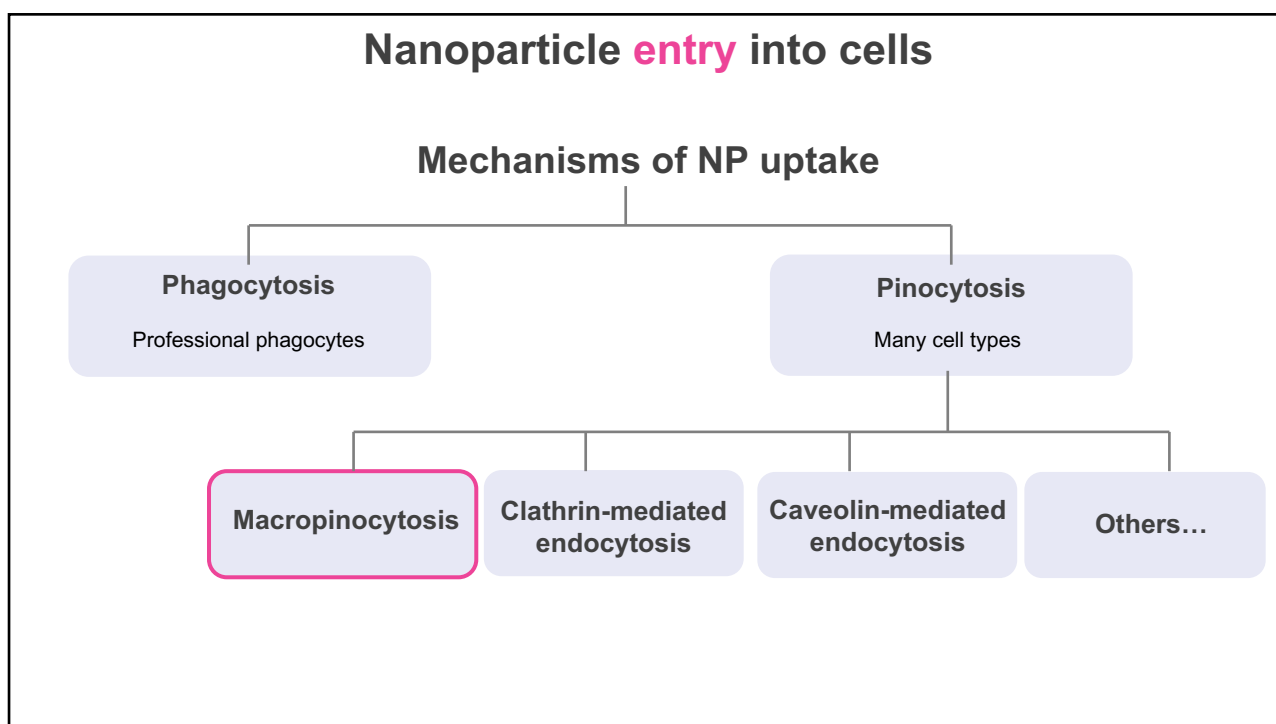 Nanoparticle entry into cells
Mechanisms of NP uptake
Phagocytosis
Professional phagocytes
Pinocytosis
Many cell types
Macropinocytosis
Clathrin-mediated
endocytosis
Caveolin-mediated
endocytosis
Others…